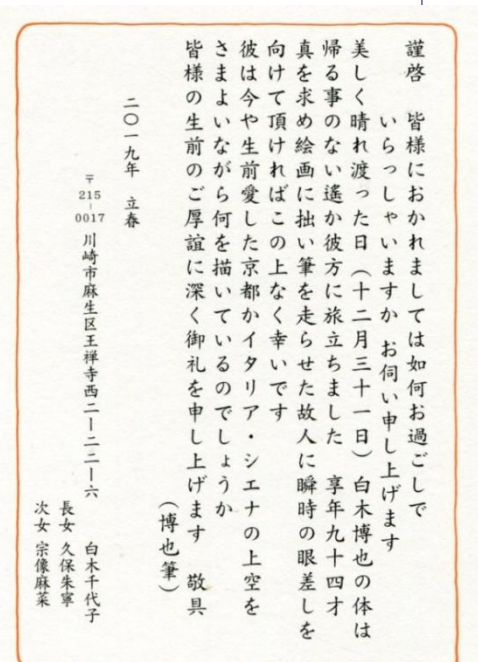 謹啓　皆様におかれましては如何お過ごしで
いらっしゃいますか　お伺い申し上げます
美しく晴れ渡った日（十二月三十一日）白木博也の体は
帰る事のない遙か彼方に旅立ちました　享年九十四才
真を求め絵画に拙い筆を走らせた故人に瞬時の眼差しを
向けて頂ければこの上なく幸いです
彼は今や生前愛した京都かイタリア・シエナの上空を
さまよいながら何を描いているのでしょうか
皆様の生前のご厚誼に深く御礼を申し上げます　敬具
（博也筆）
二〇一九年　立春
〒215-0017　川崎市麻生区王禅寺西二ー二二ー六
白木千代子
長女　久保朱寧
次女　宗像麻菜